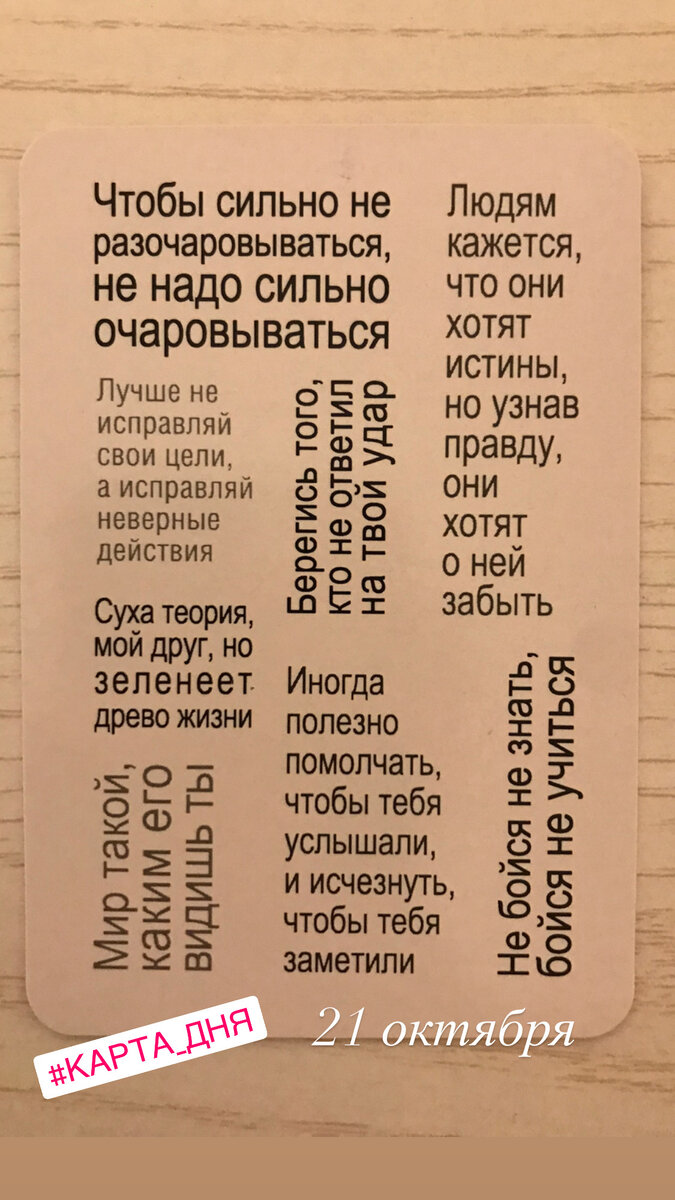 Чтобы сильно не
разочаровываться,
не надо сильно
очаровываться
Людям
кажется,
что они
хотят
истины,
но узнав
правду,
они
хотят
о ней
забыть
Лучше не
исправляй
свои цели,
а исправляй
неверные
действия
Берегись того,
кто не ответил
на твой удар
Суха теория,
мой друг, но
зеленеет
древо жизни
Иногда
полезно
помолчать,
чтобы тебя
услышали,
и исчезнуть,
чтобы тебя
заметили
Не бойся не знать,
бойся не учиться
Мир такой,
каким его
видишь ты
#КАРТА_ДНЯ
21 октября